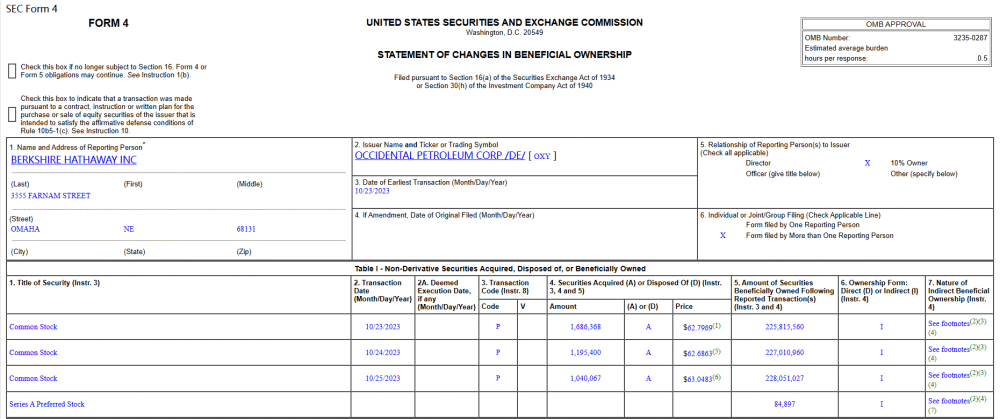 SEC Form 4
FORM 4
UNITED STATES SECURITIES AND EXCHANGE COMMISSION
Washington, D.C. 20549
STATEMENT OF CHANGES IN BENEFICIAL OWNERSHIP
Filed pursuant to Section 16(a) of the Securities Exchange Act of 1934
or Section 30(h) of the Investment Company Act of 1940
OMB APPROVAL
OMB Number: 3235-0287
Estimated average burden
hours per response: 0.5
Check this box if no longer subject to Section 16. Form 4 or
Form 5 obligations may continue. See Instruction 1(b).
Check this box to indicate that a transaction was made
pursuant to a contract, instruction or written plan for the
purchase or sale of equity securities of the issuer that is
intended to satisfy the affirmative defense conditions of
Rule 10b5-1(c). See Instruction 10.
1. Name and Address of Reporting Person*
BERKSHIRE HATHAWAY INC
(Last) (First) (Middle)
3555 FARNAM STREET
(Street)
OMAHA NE 68131
(City) (State) (Zip)
2. Issuer Name and Ticker or Trading Symbol
OCCIDENTAL PETROLEUM CORP /DE/ [ OXY ]
3. Date of Earliest Transaction (Month/Day/Year)
10/23/2023
4. If Amendment, Date of Original Filed (Month/Day/Year)
5. Relationship of Reporting Person(s) to Issuer
(Check all applicable)
Director X 10% Owner
Officer (give title below) Other (specify below)
6. Individual or Joint/Group Filing (Check Applicable Line)
Form filed by One Reporting Person
X Form filed by More than One Reporting Person
Table I - Non-Derivative Securities Acquired, Disposed of, or Beneficially Owned
1. Title of Security (Instr. 3)
2. Transaction
Date
(Month/Day/Year)
2A. Deemed
Execution Date,
if any
(Month/Day/Year)
3. Transaction
Code (Instr. 8)
4. Securities Acquired (A) or Disposed Of (D) (Instr.
3, 4 and 5)
5. Amount of Securities
Beneficially Owned Following
Reported Transaction(s)
(Instr. 3 and 4)
6. Ownership Form:
Direct (D) or Indirect (I)
(Instr. 4)
7. Nature of
Indirect Beneficial
Ownership (Instr.
4)
Code V Amount (A) or (D) Price
Common Stock 10/23/2023 P 1,686,368 A $62.7969(1) 225,815,560 I See footnotes(2)(3)
(4)
Common Stock 10/24/2023 P 1,195,400 A $62.6863(5) 227,010,960 I See footnotes(2)(3)
(4)
Common Stock 10/25/2023 P 1,040,067 A $63.0483(6) 228,051,027 I See footnotes(2)(3)
(4)
Series A Preferred Stock 84,897 I See footnotes(3)(4)
(7)